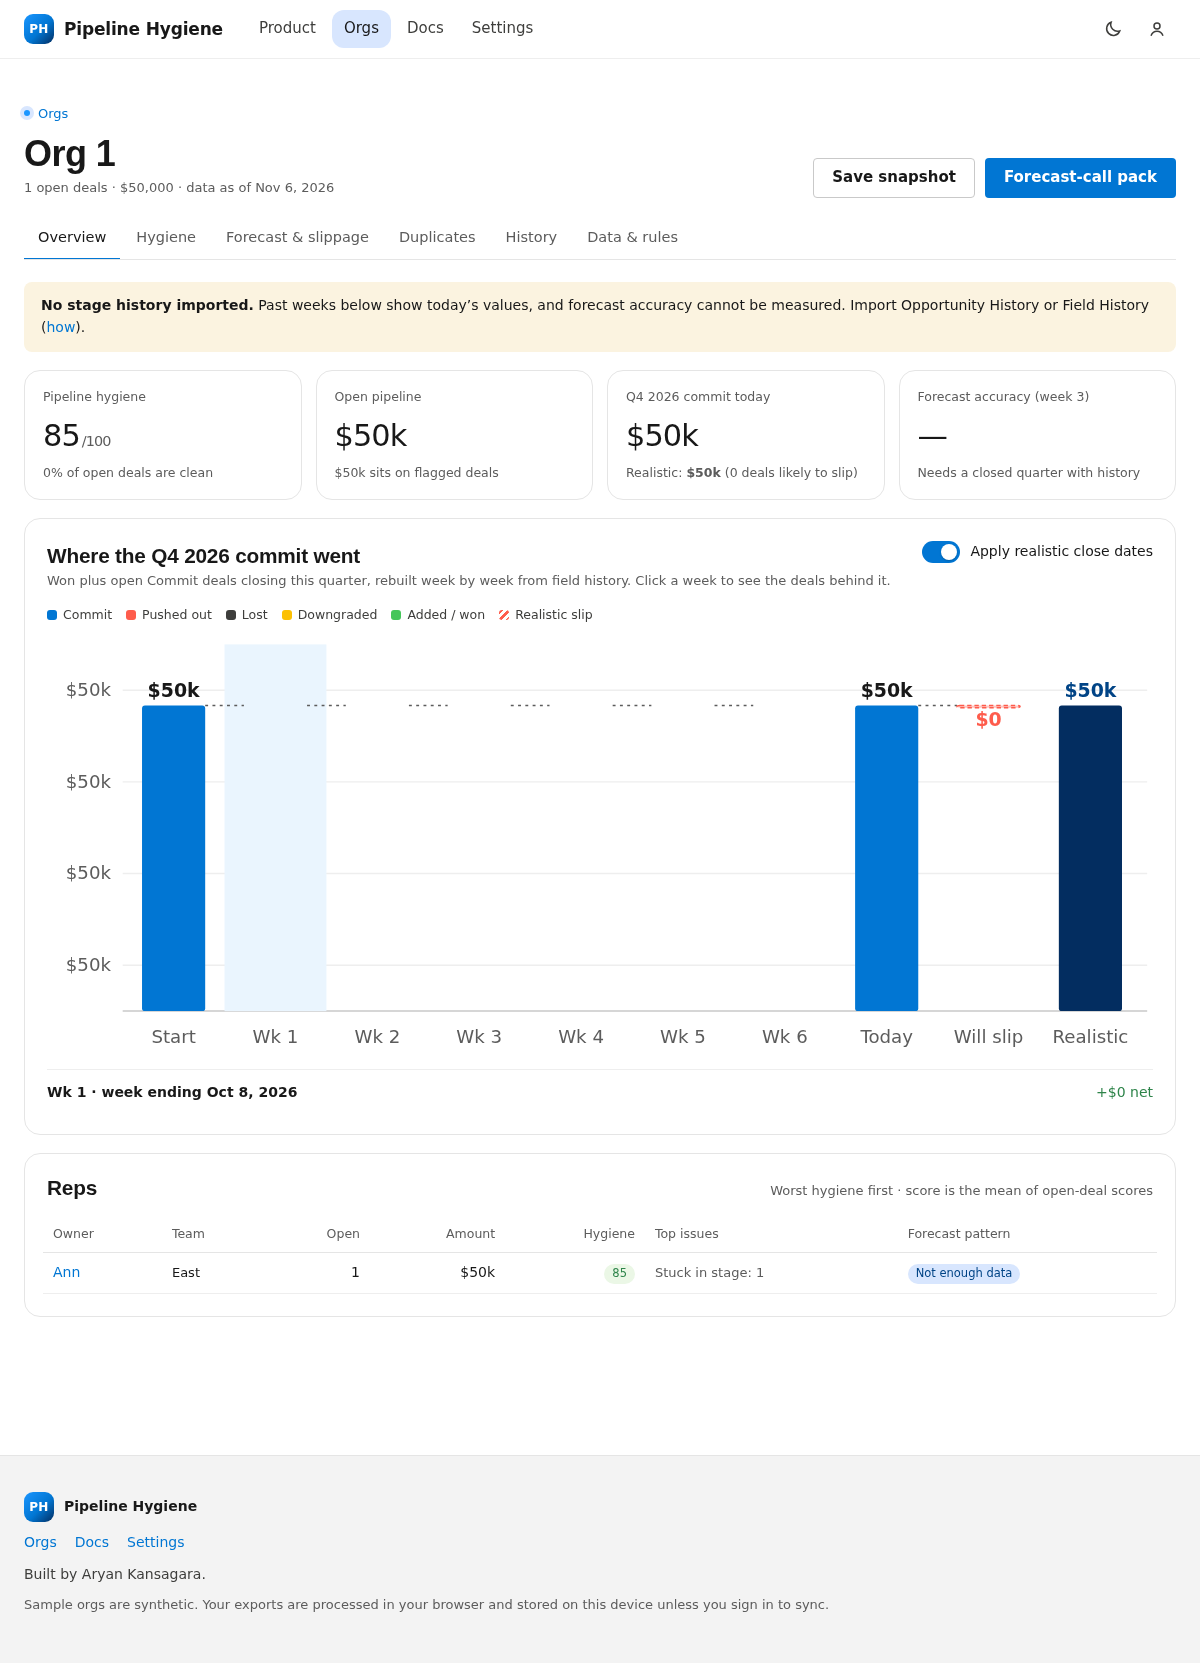 PH Pipeline Hygiene Product Orgs Docs Settings
Orgs
Org 1
1 open deals · $50,000 · data as of Nov 6, 2026
Save snapshot Forecast-call pack
Overview Hygiene Forecast & slippage Duplicates History Data & rules
No stage history imported. Past weeks below show today’s values, and forecast accuracy cannot be measured. Import Opportunity History or Field History
(how).
Pipeline hygiene
85/100
0% of open deals are clean
Open pipeline
$50k
$50k sits on flagged deals
Q4 2026 commit today
$50k
Realistic: $50k (0 deals likely to slip)
Forecast accuracy (week 3)
—
Needs a closed quarter with history
Where the Q4 2026 commit went
Apply realistic close dates
Won plus open Commit deals closing this quarter, rebuilt week by week from field history. Click a week to see the deals behind it.
Commit Pushed out Lost Downgraded Added / won Realistic slip
$50k $50k $50k $50k
$0
$50k
$50k
$50k
Start Wk 1 Wk 2 Wk 3 Wk 4 Wk 5 Wk 6 Today Will slip Realistic
Wk 1 · week ending Oct 8, 2026 +$0 net
Reps
Worst hygiene first · score is the mean of open-deal scores
Owner Team Open Amount Hygiene Top issues Forecast pattern
Ann East 1 $50k 85 Stuck in stage: 1 Not enough data
PH Pipeline Hygiene
Orgs Docs Settings
Built by Aryan Kansagara.
Sample orgs are synthetic. Your exports are processed in your browser and stored on this device unless you sign in to sync.